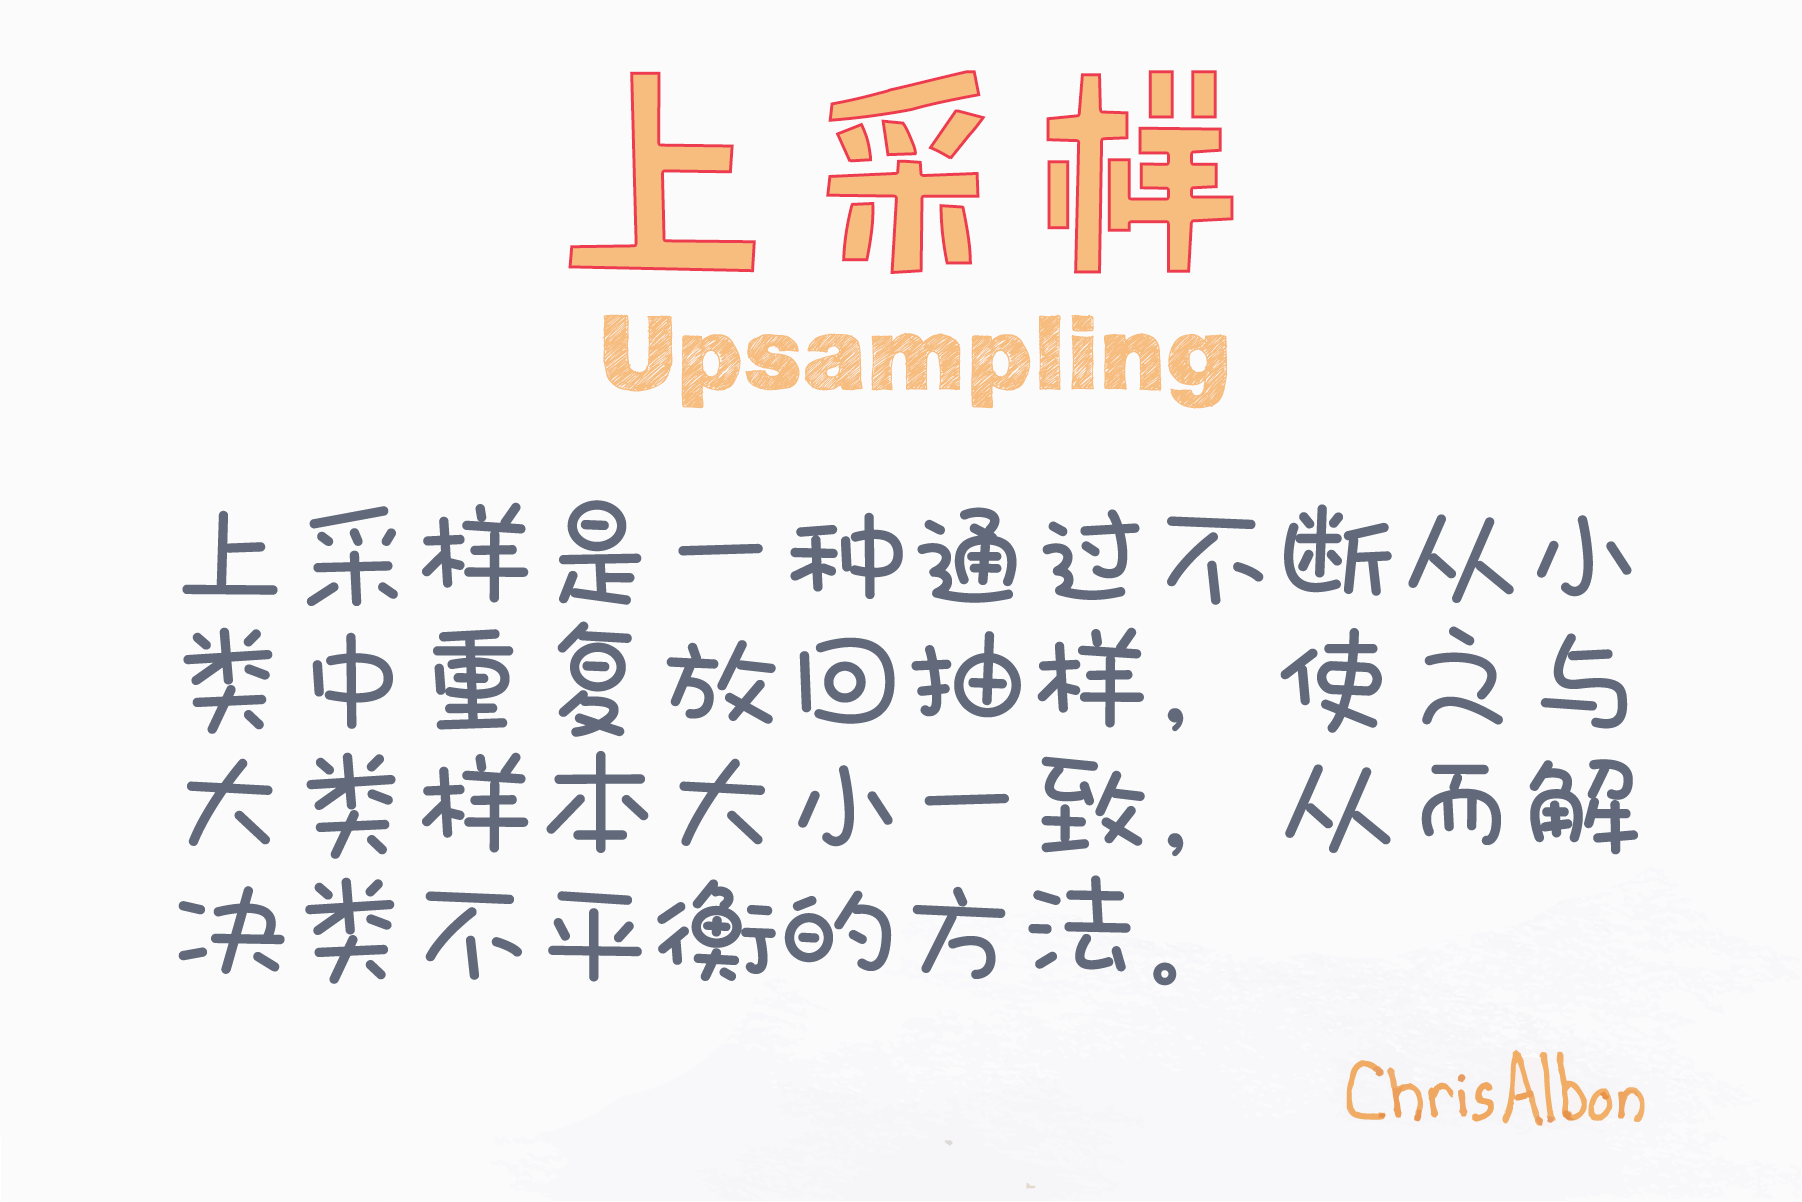 上采样
Upsampling
上采样是一种通过不断从小
类中重复放回抽样，使之与
大类样本大小一致，从而解
决类不平衡的方法。
ChrisAlbon